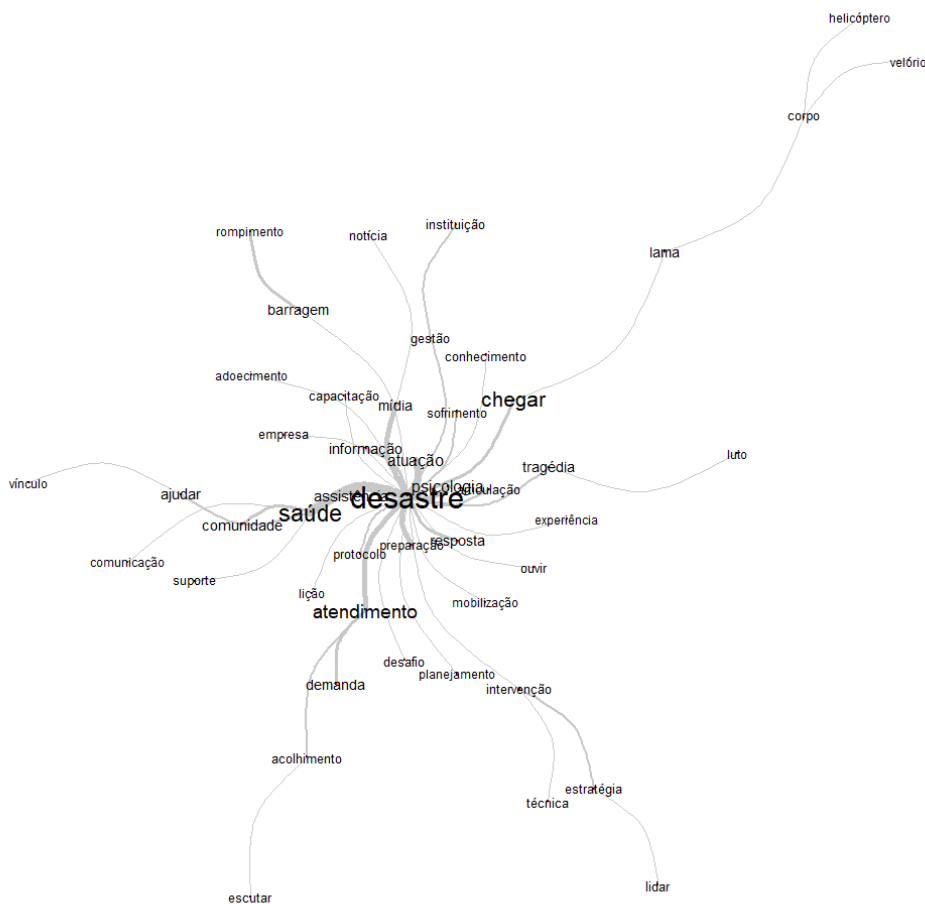 helicóptero
velório
corpo
instituição
rompimento
notícia
lama
barragem
gestão
conhecimento
adoecimento
capacitação
chegar
mídia
sofrimento
empresa
informação
luto
atuação
tragédia
vínculo
psicologia
ajudar
assistência
desastre
saúde
comunidade
experiência
resposta
preparação
protocolo
comunicação
ouvir
suporte
lição
mobilização
atendimento
desafio
planejamento
demanda
intervenção
acolhimento
estratégia
técnica
lidar
escutar